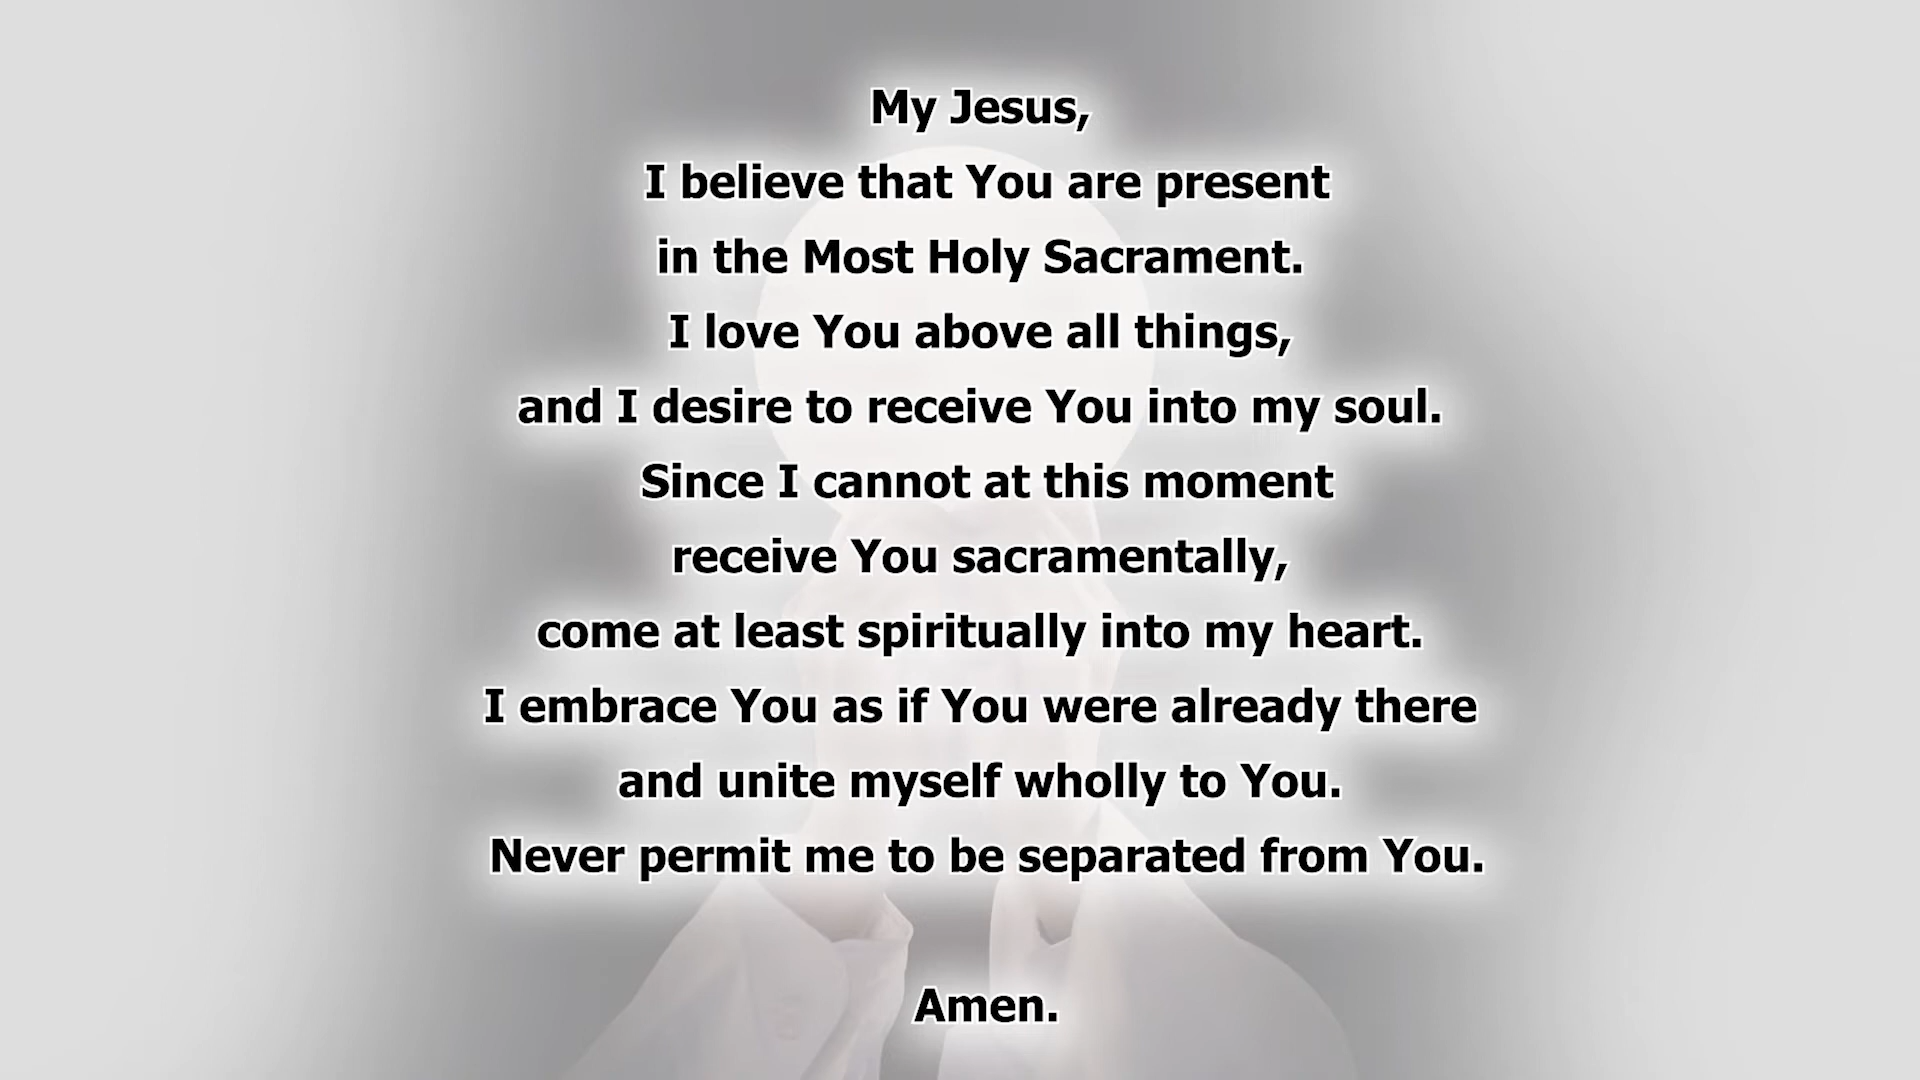 My Jesus,
I believe that You are present
in the Most Holy Sacrament.
I love You above all things,
and I desire to receive You into my soul.
Since I cannot at this moment
receive You sacramentally,
come at least spiritually into my heart.
I embrace You as if You were already there
and unite myself wholly to You.
Never permit me to be separated from You.
Amen.